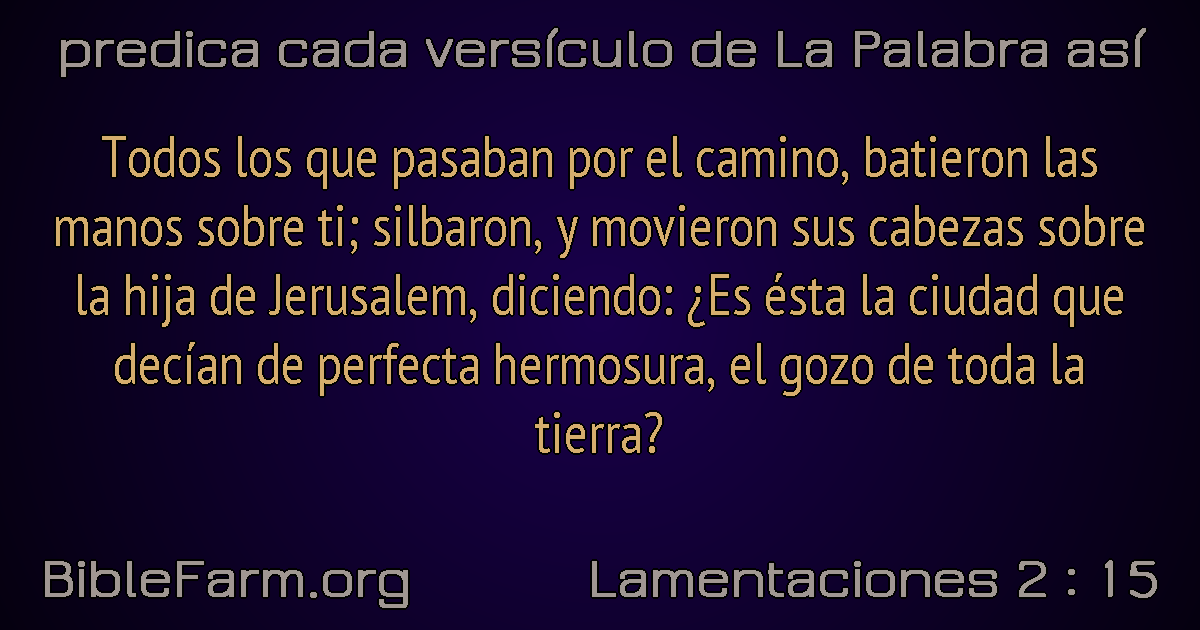 predica cada versículo de La Palabra así
Todos los que pasaban por el camino, batieron las
manos sobre ti; silbaron, y movieron sus cabezas sobre
la hija de Jerusalem, diciendo: ¿Es ésta la ciudad que
decían de perfecta hermosura, el gozo de toda la
tierra?
BibleFarm.org
Lamentaciones 2 : 15